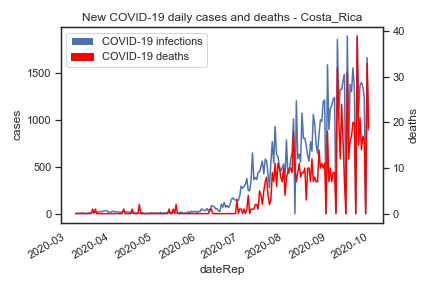 New COVID-19 daily cases and deaths - Costa_Rica
COVID-19 infections
COVID-19 deaths
cases
1500
1000
500
0
deaths
40
30
20
10
0
2020-03
2020-04
2020-05
2020-06
2020-07
2020-08
2020-09
2020-10
dateRep